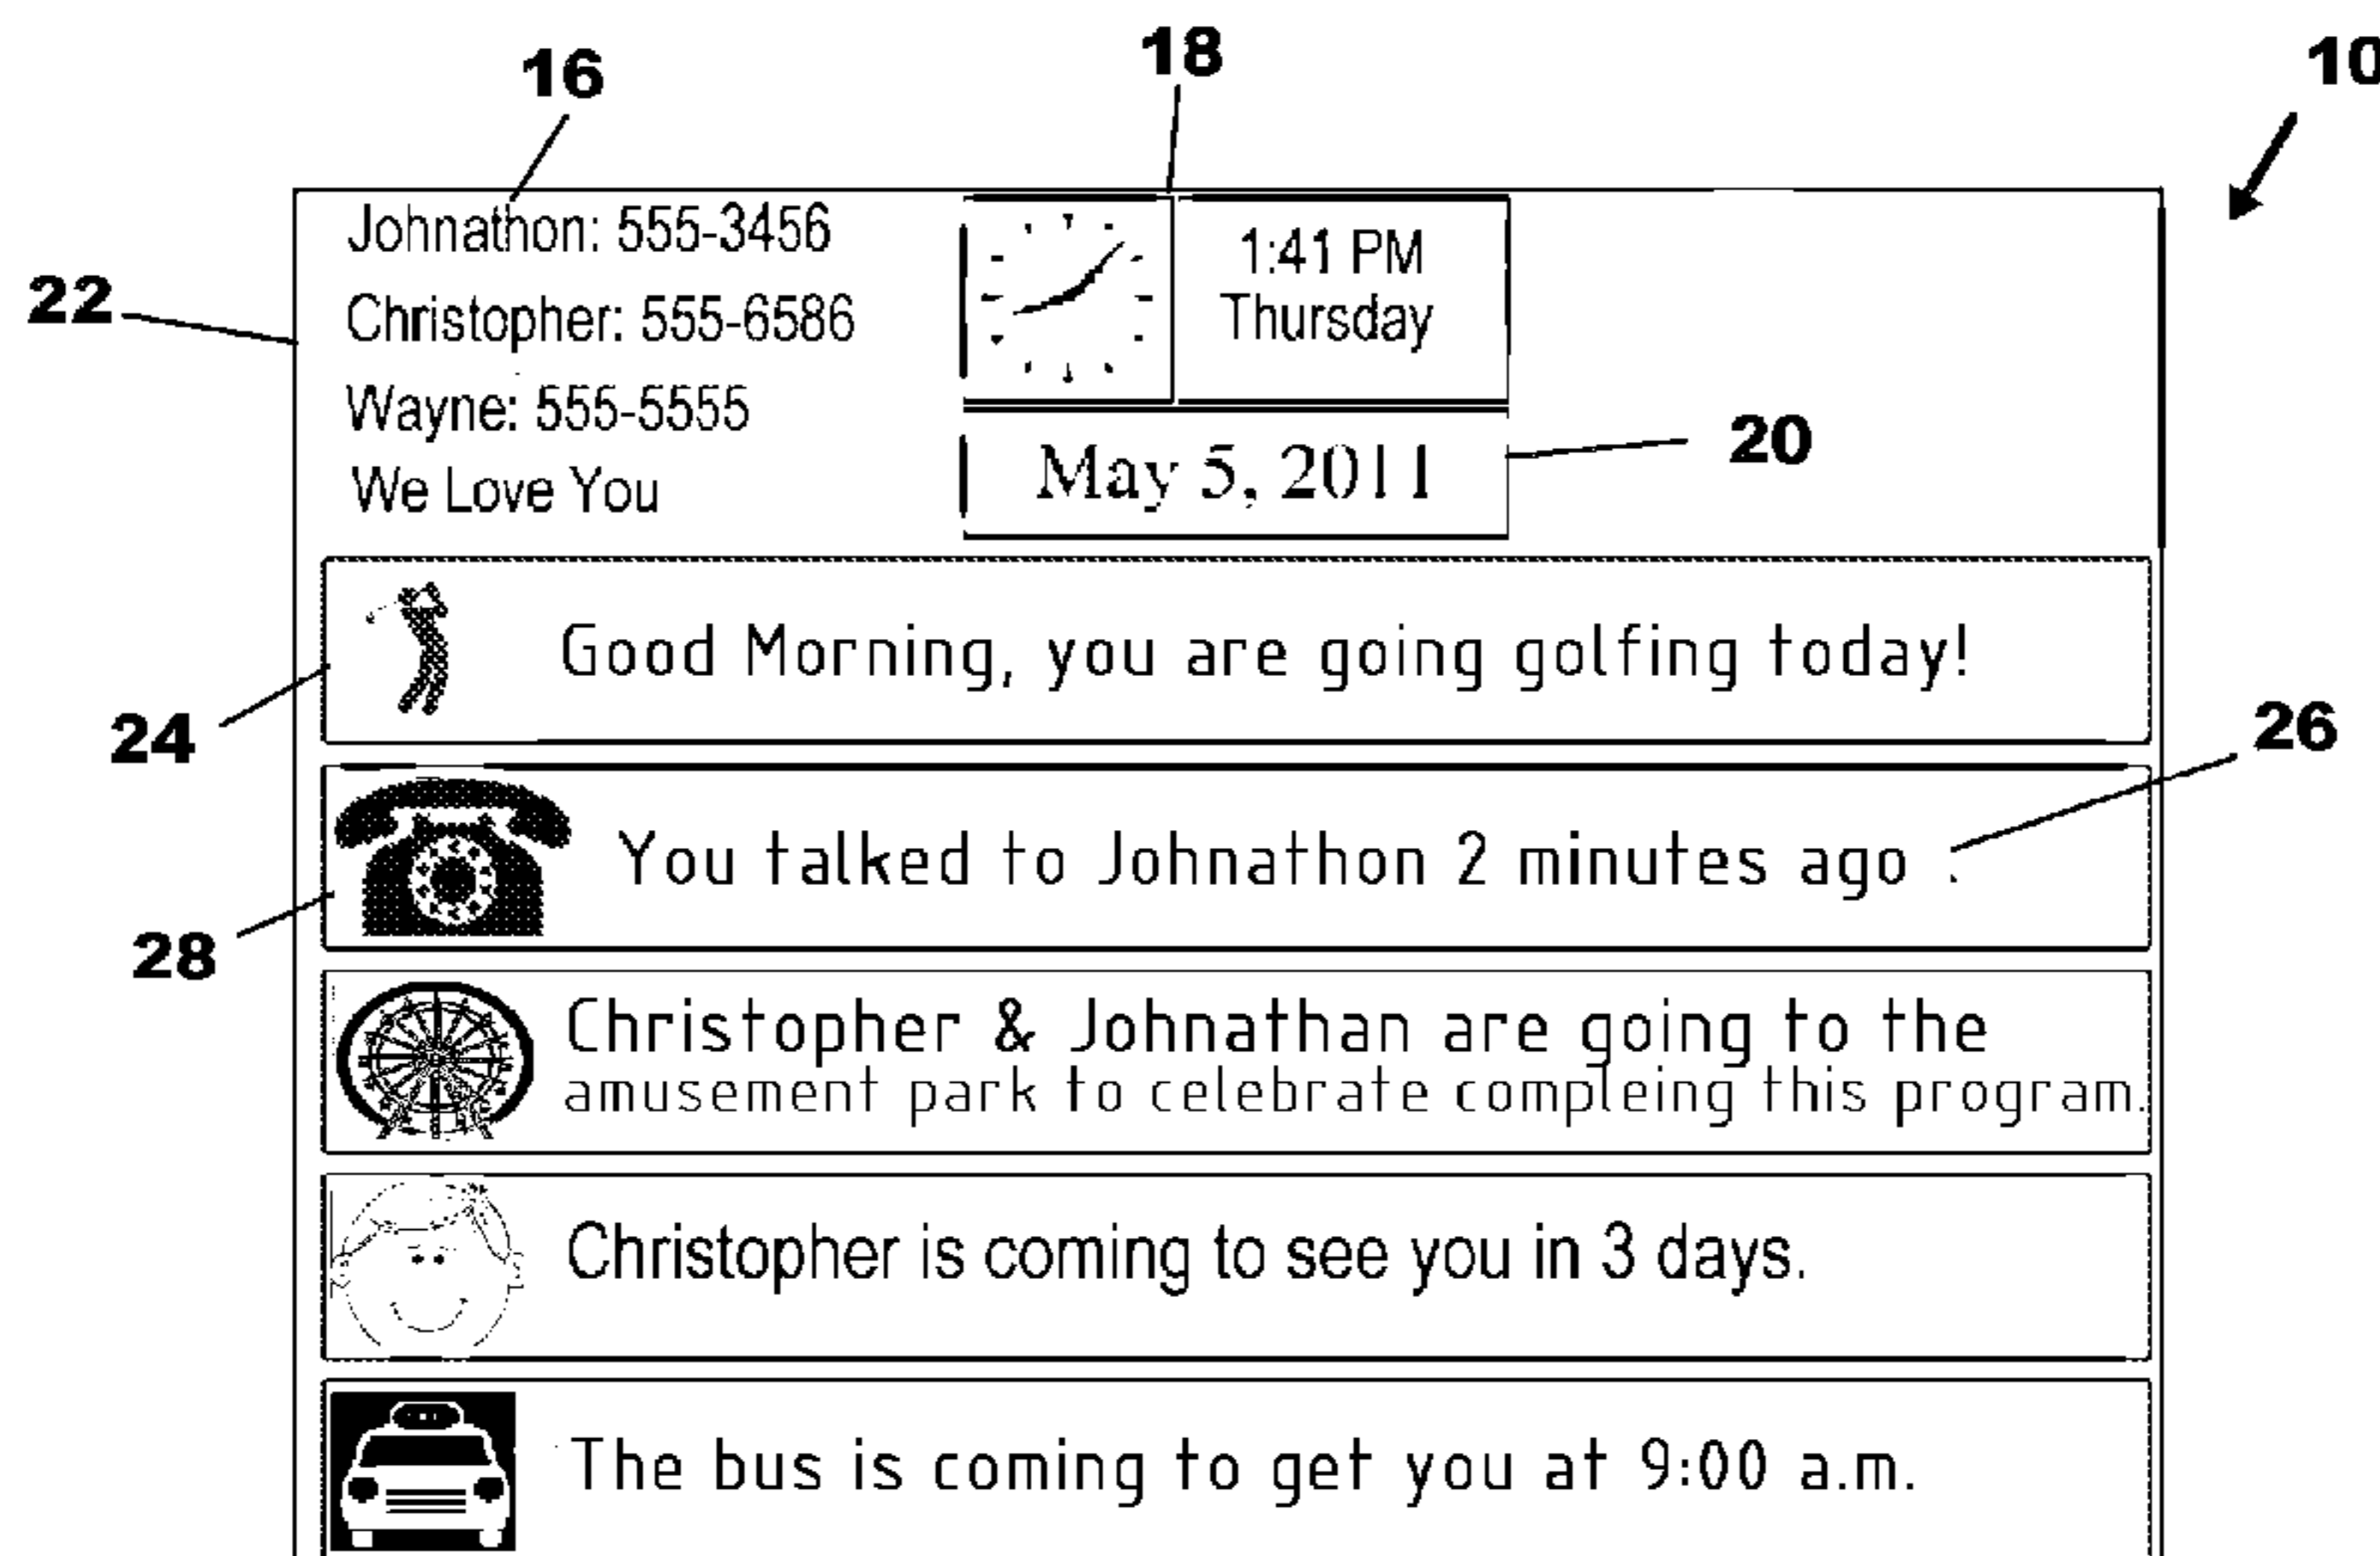 16
18
10
22
Johnathon: 555-3456
Christopher: 555-6586
Wayne: 555-5555
We Love You
1:41 PM
Thursday
May 5, 2011
20
Good Morning, you are going golfing today!
24
26
You talked to Johnathon 2 minutes ago .
28
Christopher & Johnathan are going to the
amusement park to celebrate compleing this program.
Christopher is coming to see you in 3 days.
The bus is coming to get you at 9:00 a.m.